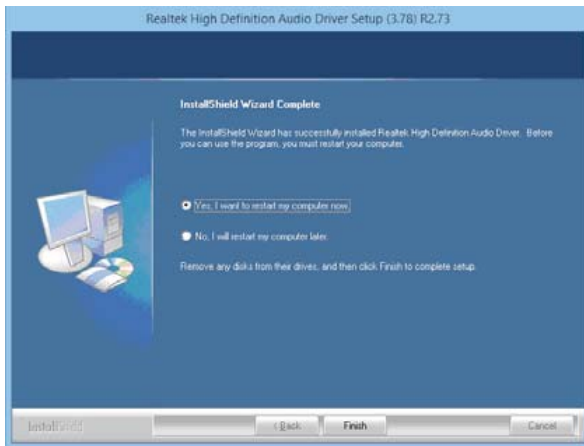 Realtek High Definition Audio Driver Setup (3.78) R2.73
InstallShield Wizard Complete
The InstallShield Wizard has successfully installed Realtek High Definition Audio Driver. Before
you can use the program, you must restart your computer.
Yes, I want to restart my computer now.
No, I will restart my computer later.
Remove any disks from their drives, and then click Finish to complete setup.
InstallShield
< Back
Finish
Cancel